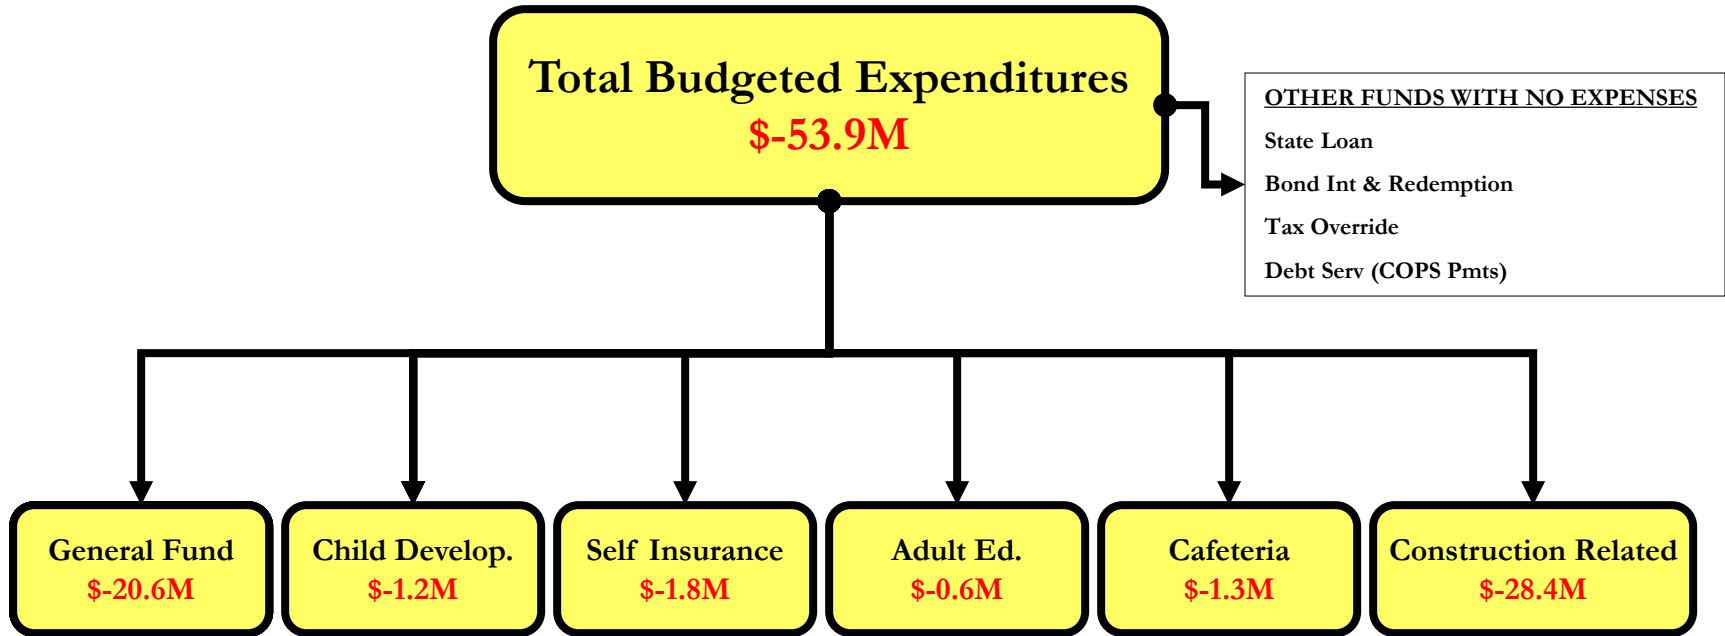 Total Budgeted Expenditures
$-53.9M
OTHER FUNDS WITH NO EXPENSES
State Loan
Bond Int & Redemption
Tax Override
Debt Serv (COPS Pmts)
General Fund
$-20.6M
Child Develop.
$-1.2M
Self Insurance
$-1.8M
Adult Ed.
$-0.6M
Cafeteria
$-1.3M
Construction Related
$-28.4M